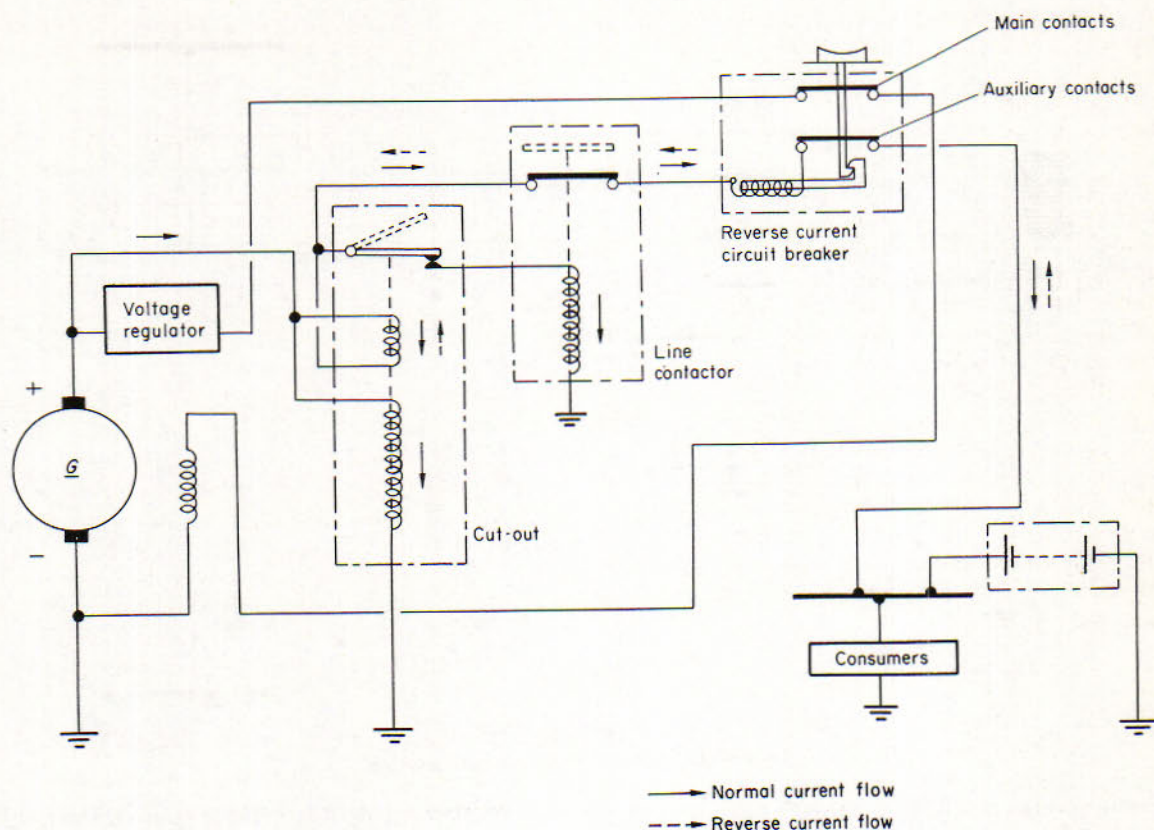 Main contacts
Auxiliary contacts
Reverse current
circuit breaker
Voltage
regulator
Line
contactor
+
G
Cut-out
−
Consumers
Normal current flow
Reverse current flow